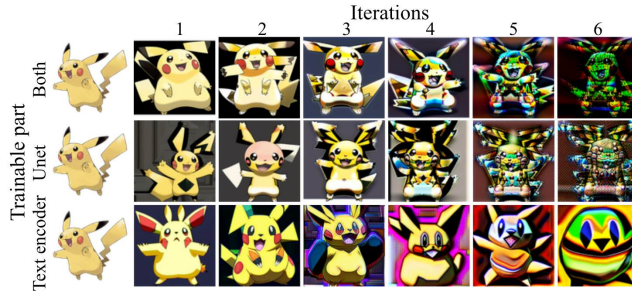 Iterations
1 2 3 4 5 6
Trainable part
Both
Unet
Text encoder